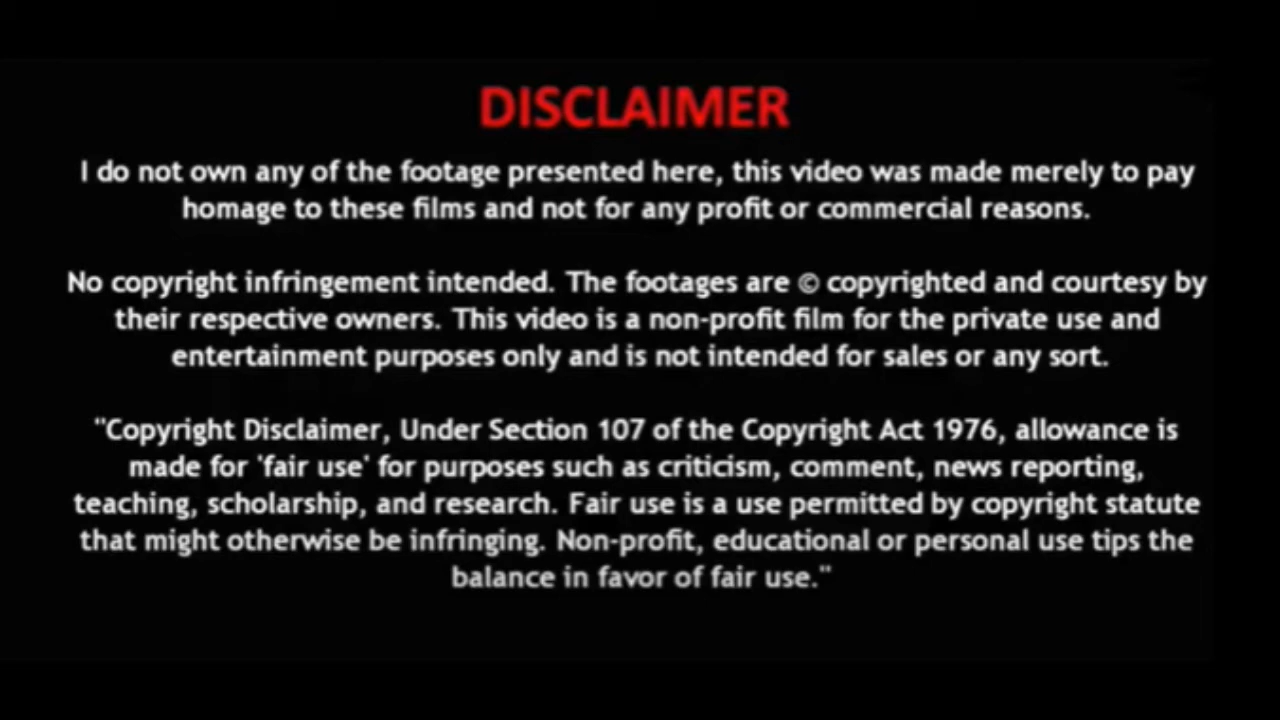 DISCLAIMER
I do not own any of the footage presented here, this video was made merely to pay
homage to these films and not for any profit or commercial reasons.
No copyright infringement intended. The footages are © copyrighted and courtesy by
their respective owners. This video is a non-profit film for the private use and
entertainment purposes only and is not intended for sales or any sort.
"Copyright Disclaimer, Under Section 107 of the Copyright Act 1976, allowance is
made for 'fair use' for purposes such as criticism, comment, news reporting,
teaching, scholarship, and research. Fair use is a use permitted by copyright statute
that might otherwise be infringing. Non-profit, educational or personal use tips the
balance in favor of fair use."